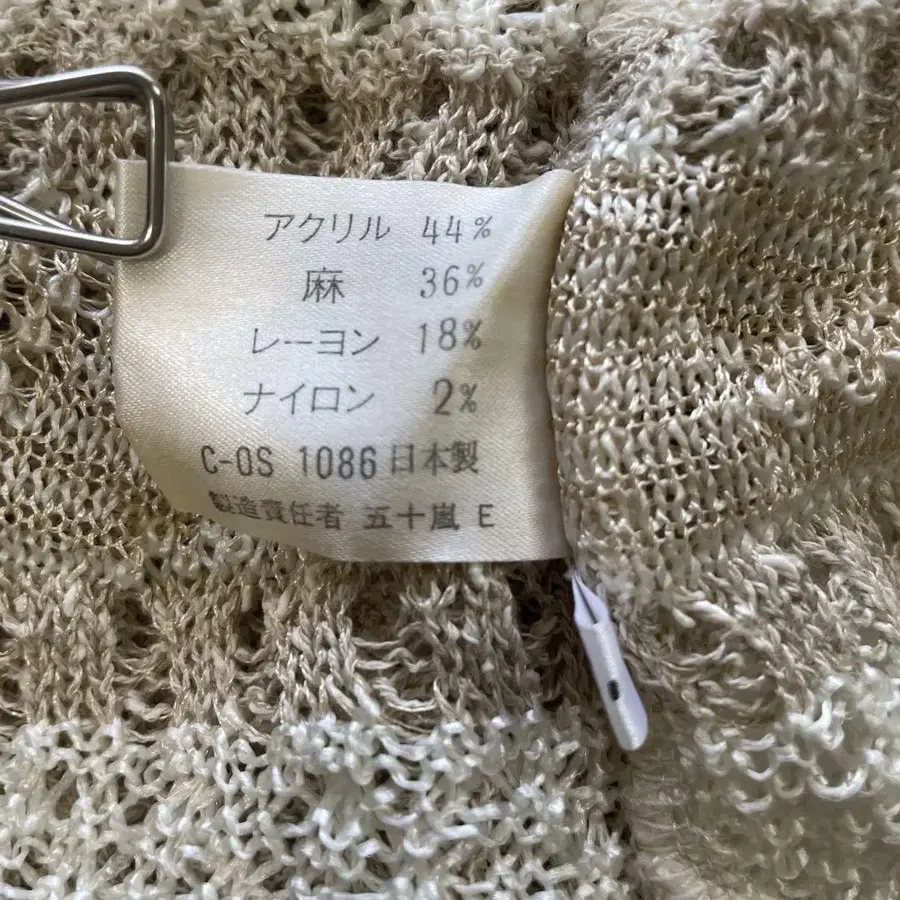 アクリル 44%
麻 36%
レーヨン 18%
ナイロン 2%
C-OS 1086 日本製
製造責任者 五十嵐 E